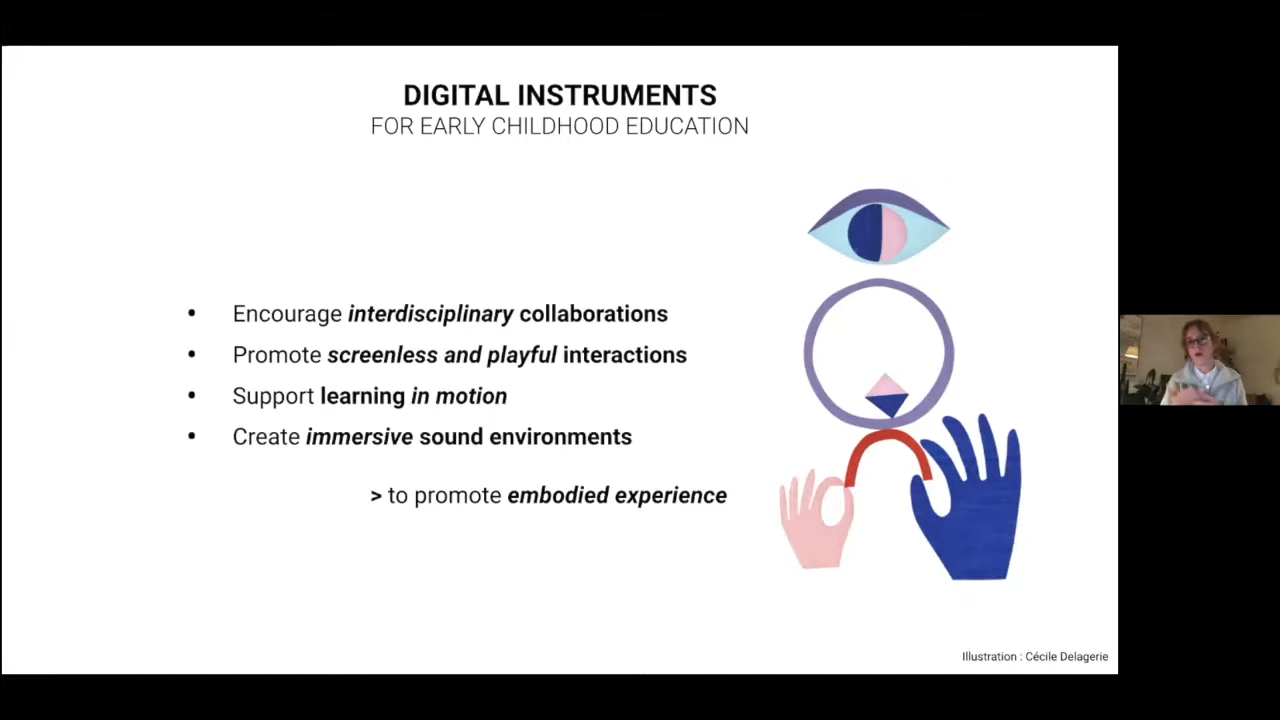 DIGITAL INSTRUMENTS
FOR EARLY CHILDHOOD EDUCATION
• Encourage interdisciplinary collaborations
• Promote screenless and playful interactions
• Support learning in motion
• Create immersive sound environments
> to promote embodied experience
Illustration : Cécile Delagerie